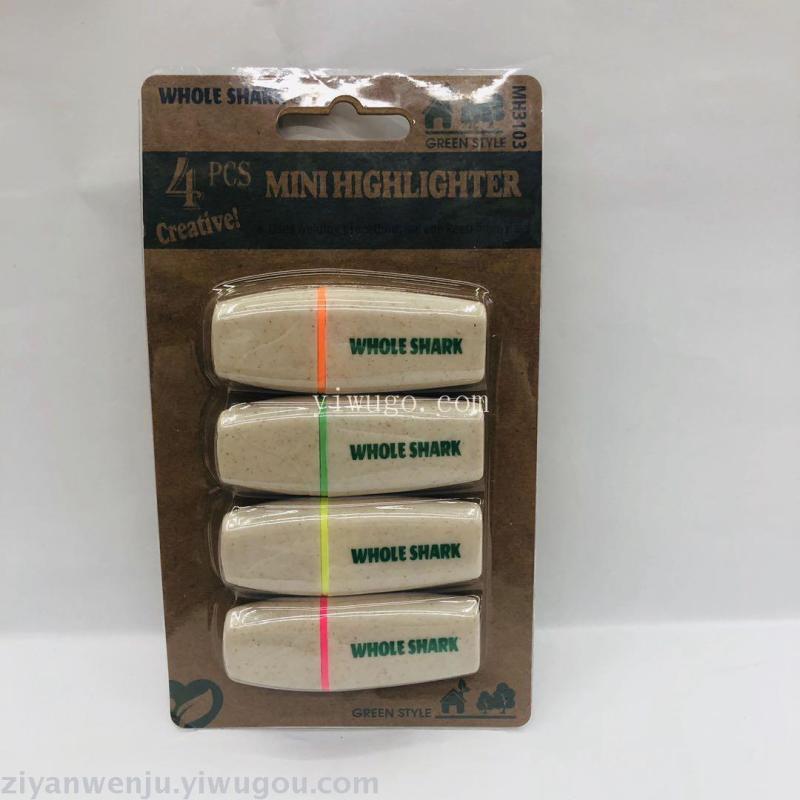 WHOLE SHARK
MH3103
GREEN STYLE
4 PCS
MINI HIGHLIGHTER
Creative!
WHOLE SHARK
yiwugo.com
WHOLE SHARK
WHOLE SHARK
WHOLE SHARK
GREEN STYLE
ziyanwenju.yiwugou.com